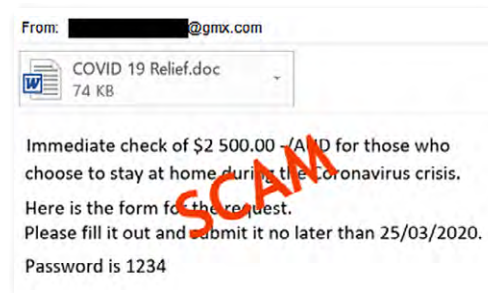 From: @gmx.com
COVID 19 Relief.doc
74 KB
Immediate check of $2 500.00 -/AUD for those who
choose to stay at home during the Coronavirus crisis.
Here is the form for the request.
Please fill it out and submit it no later than 25/03/2020.
Password is 1234
SCAM